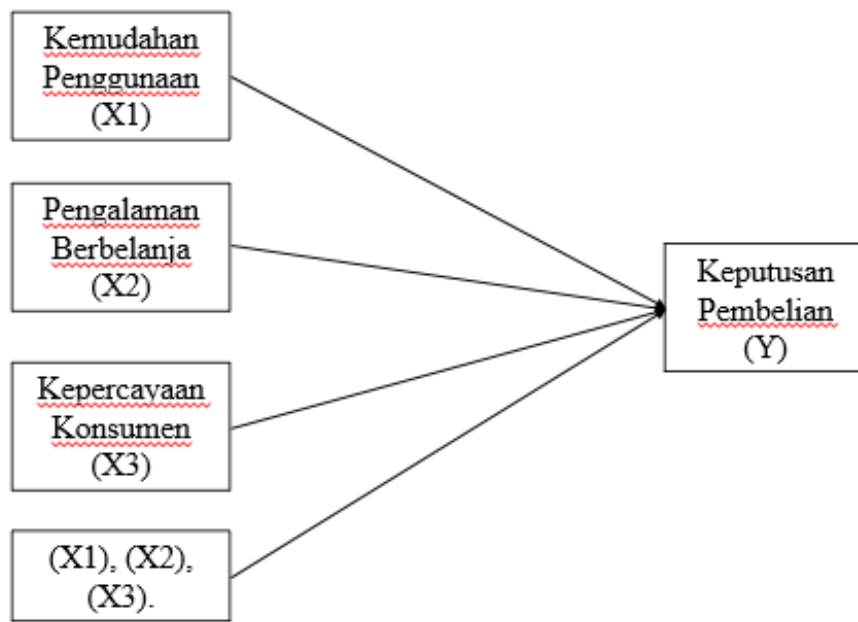 Kemudahan
Penggunaan
(X1)
Pengalaman
Berbelanja
(X2)
Kepercayaan
Konsumen
(X3)
(X1), (X2),
(X3).
Keputusan
Pembelian
(Y)